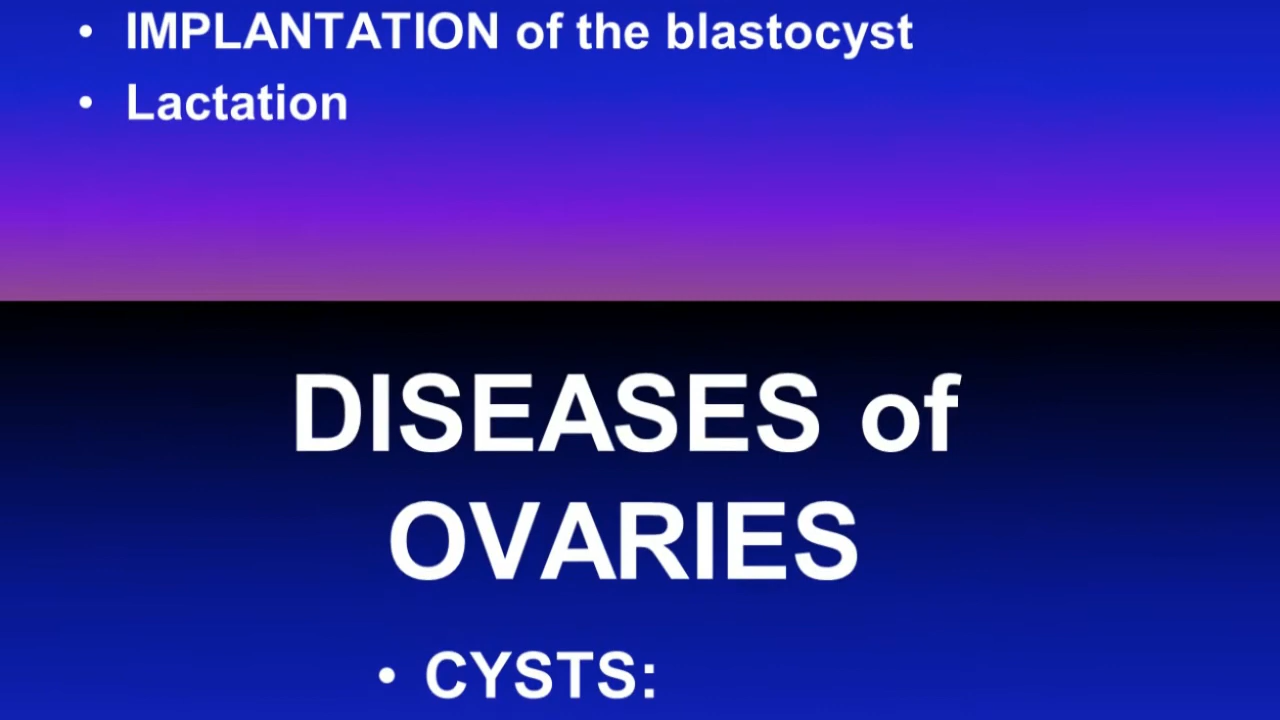 • IMPLANTATION of the blastocyst
• Lactation
DISEASES of
OVARIES
• CYSTS: